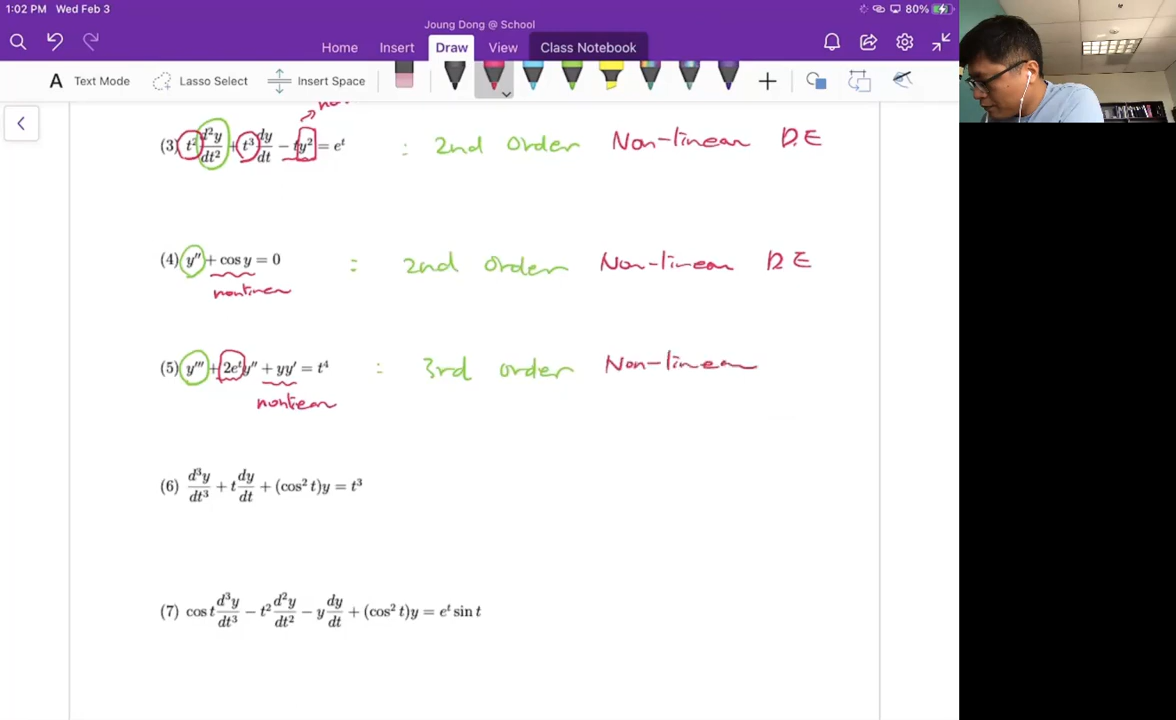 1:02 PM Wed Feb 3
80%
Joung Dong @ School
Home Insert Draw View Class Notebook
A Text Mode Lasso Select Insert Space
(3) t² d²y/dt² + t³ dy/dt − ty² = eᵗ : 2nd Order Non-linear DE
(4) y″ + cos y = 0 : 2nd order Non-linear DE
nonlinear
(5) y‴ + 2eᵗy″ + yy′ = t⁴ : 3rd order Non-linear
nonlinear
(6) d³y/dt³ + t dy/dt + (cos² t)y = t³
(7) cos t d³y/dt³ − t² d²y/dt² − y dy/dt + (cos² t)y = eᵗ sin t